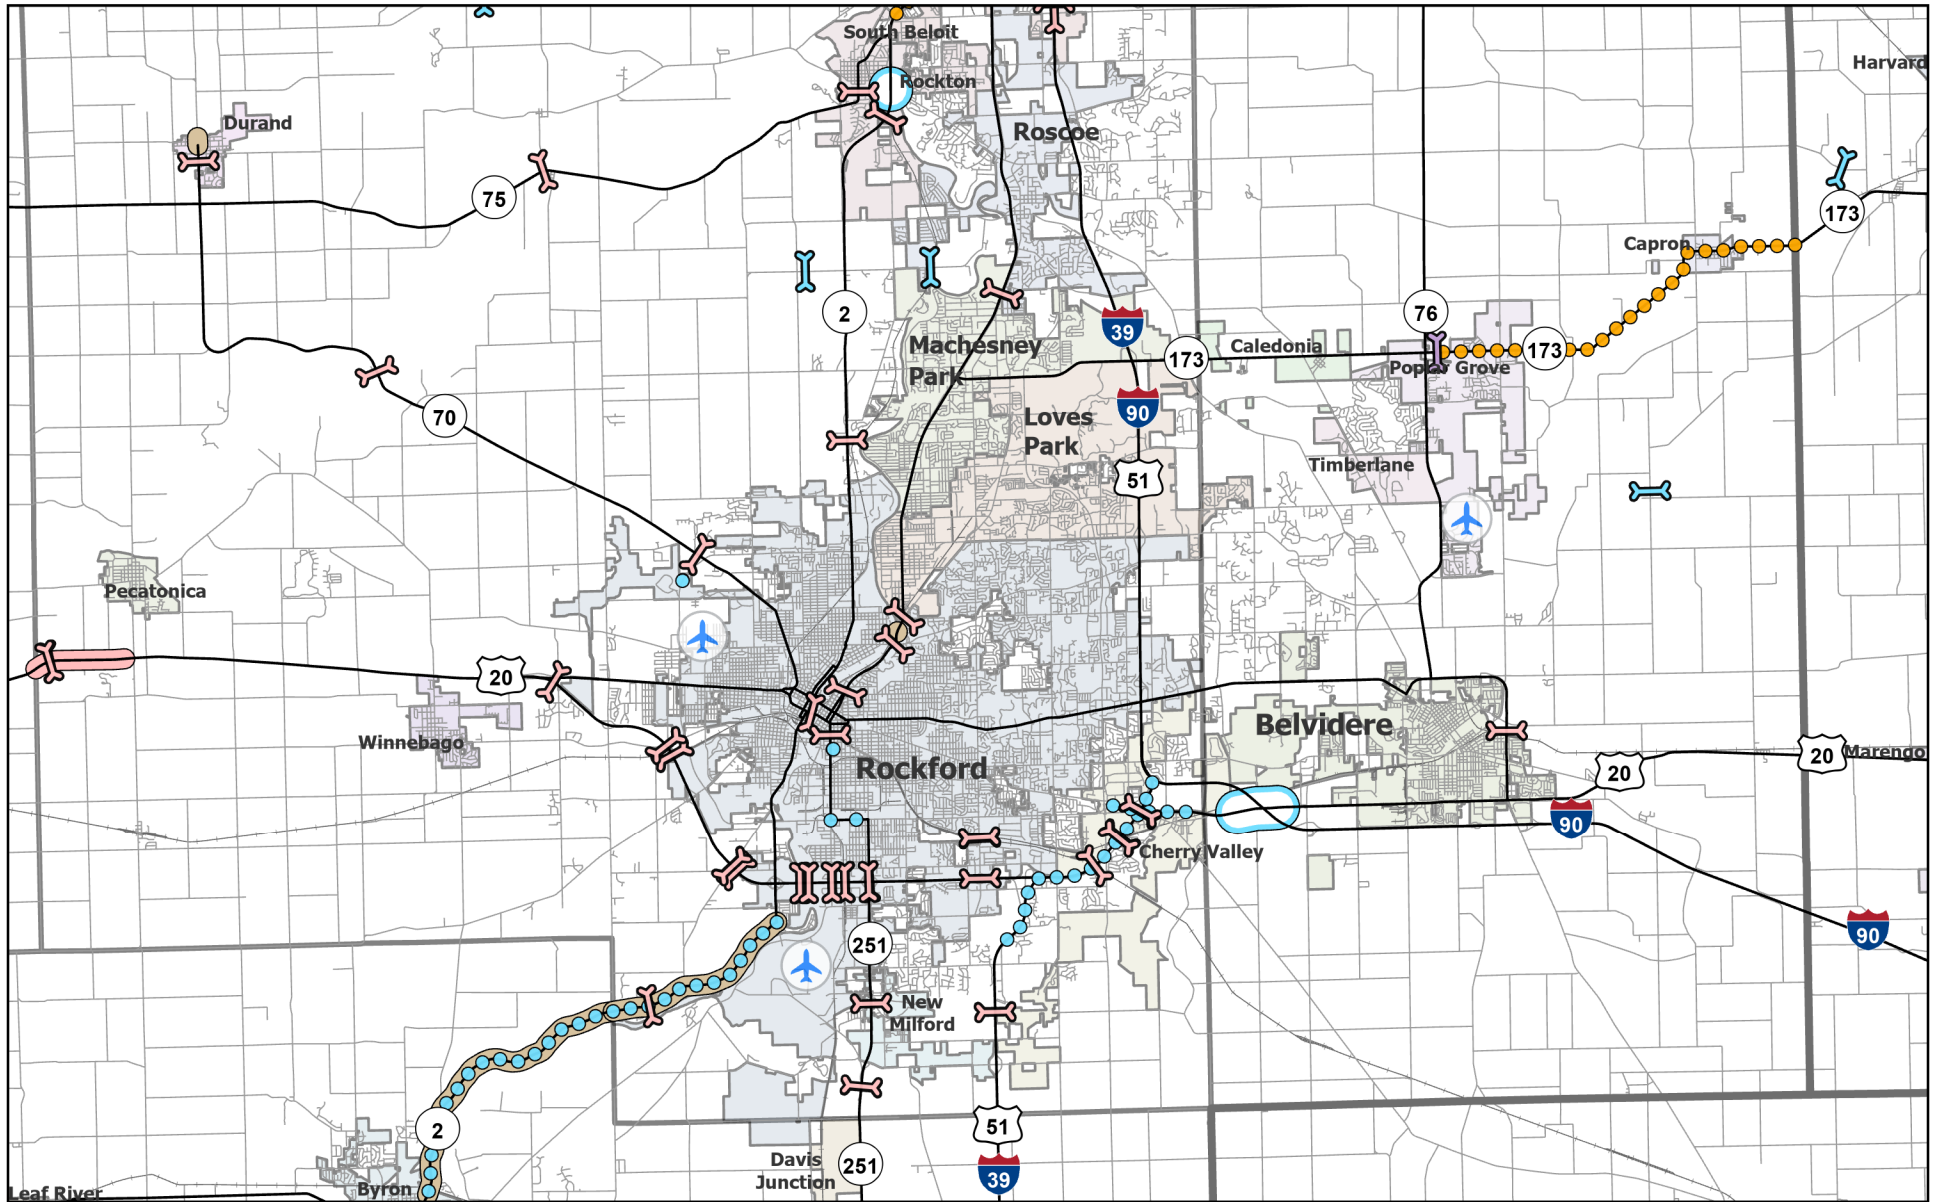 South Beloit
Harvard
Rockton
Durand
Roscoe
75
173
Capron
2
76
39
Machesney
Park
173
Caledonia
173
Poplar Grove
70
90
Loves
Park
Timberlane
51
Pecatonica
20
Belvidere
Winnebago
20
Marengo
20
Rockford
90
Cherry Valley
90
251
New
Milford
2
51
Davis
Junction
251
39
Byron
Leaf River